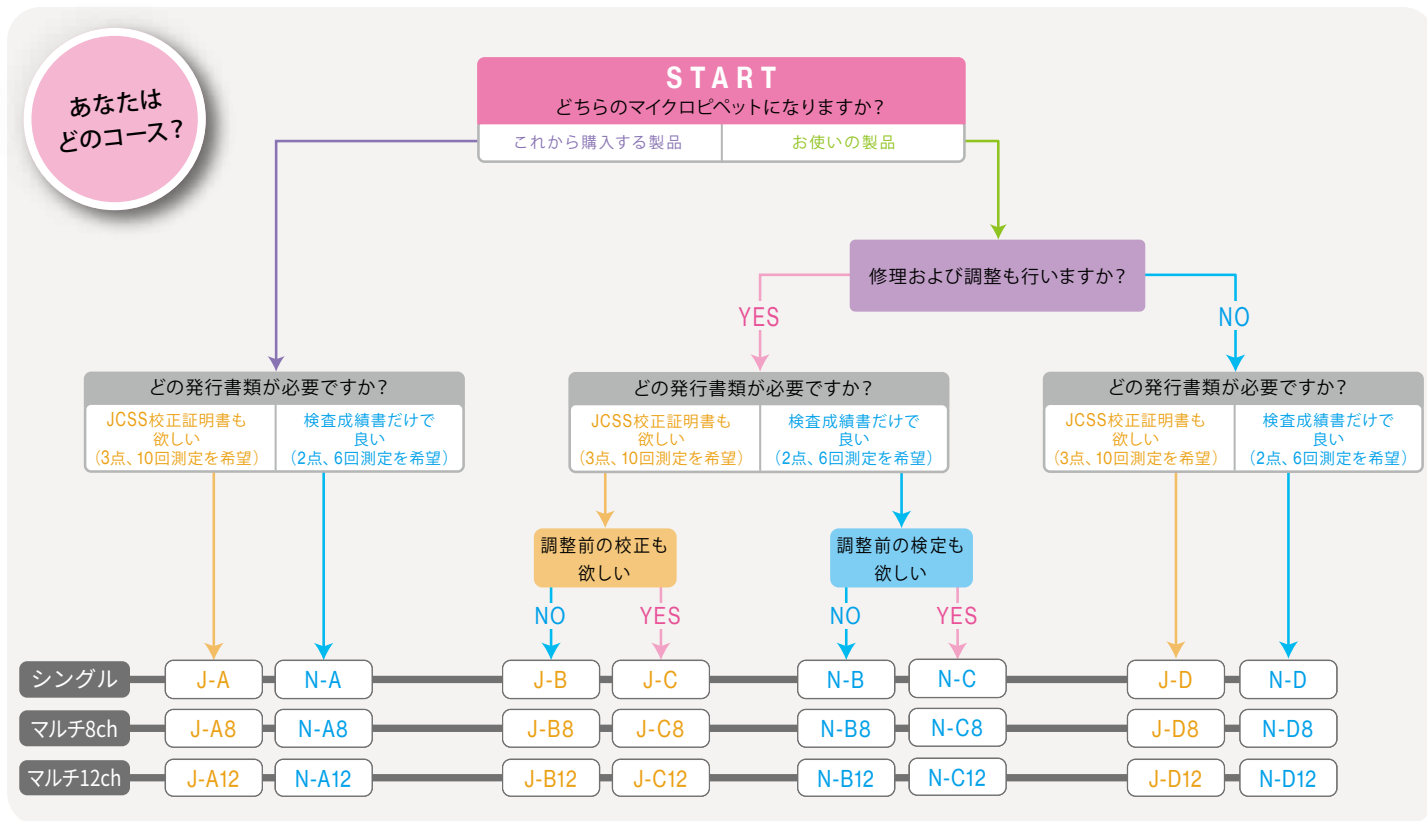 あなたは
どのコース？
START
どちらのマイクロピペットになりますか？
これから購入する製品
お使いの製品
修理および調整も行いますか？
YES
NO
どの発行書類が必要ですか？
JCSS校正証明書も
欲しい
（3点、10回測定を希望）
検査成績書だけで
良い
（2点、6回測定を希望）
どの発行書類が必要ですか？
JCSS校正証明書も
欲しい
（3点、10回測定を希望）
検査成績書だけで
良い
（2点、6回測定を希望）
どの発行書類が必要ですか？
JCSS校正証明書も
欲しい
（3点、10回測定を希望）
検査成績書だけで
良い
（2点、6回測定を希望）
調整前の校正も
欲しい
調整前の検定も
欲しい
NO
YES
NO
YES
シングル J-A N-A J-B J-C N-B N-C J-D N-D
マルチ8ch J-A8 N-A8 J-B8 J-C8 N-B8 N-C8 J-D8 N-D8
マルチ12ch J-A12 N-A12 J-B12 J-C12 N-B12 N-C12 J-D12 N-D12